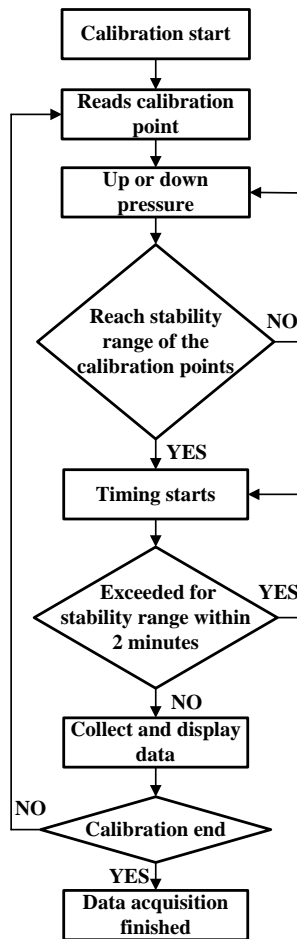 Calibration start
Reads calibration
point
Up or down
pressure
Reach stability
range of the
calibration points
NO
YES
Timing starts
Exceeded for
stability range within
2 minutes
YES
NO
Collect and display
data
NO
Calibration end
YES
Data acquisition
finished